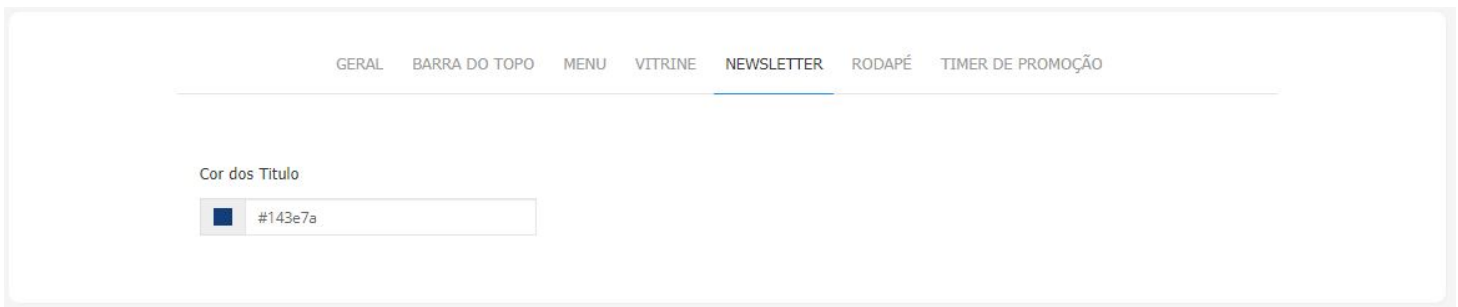 GERAL BARRA DO TOPO MENU VITRINE NEWSLETTER RODAPÉ TIMER DE PROMOÇÃO
Cor dos Titulo
#143e7a